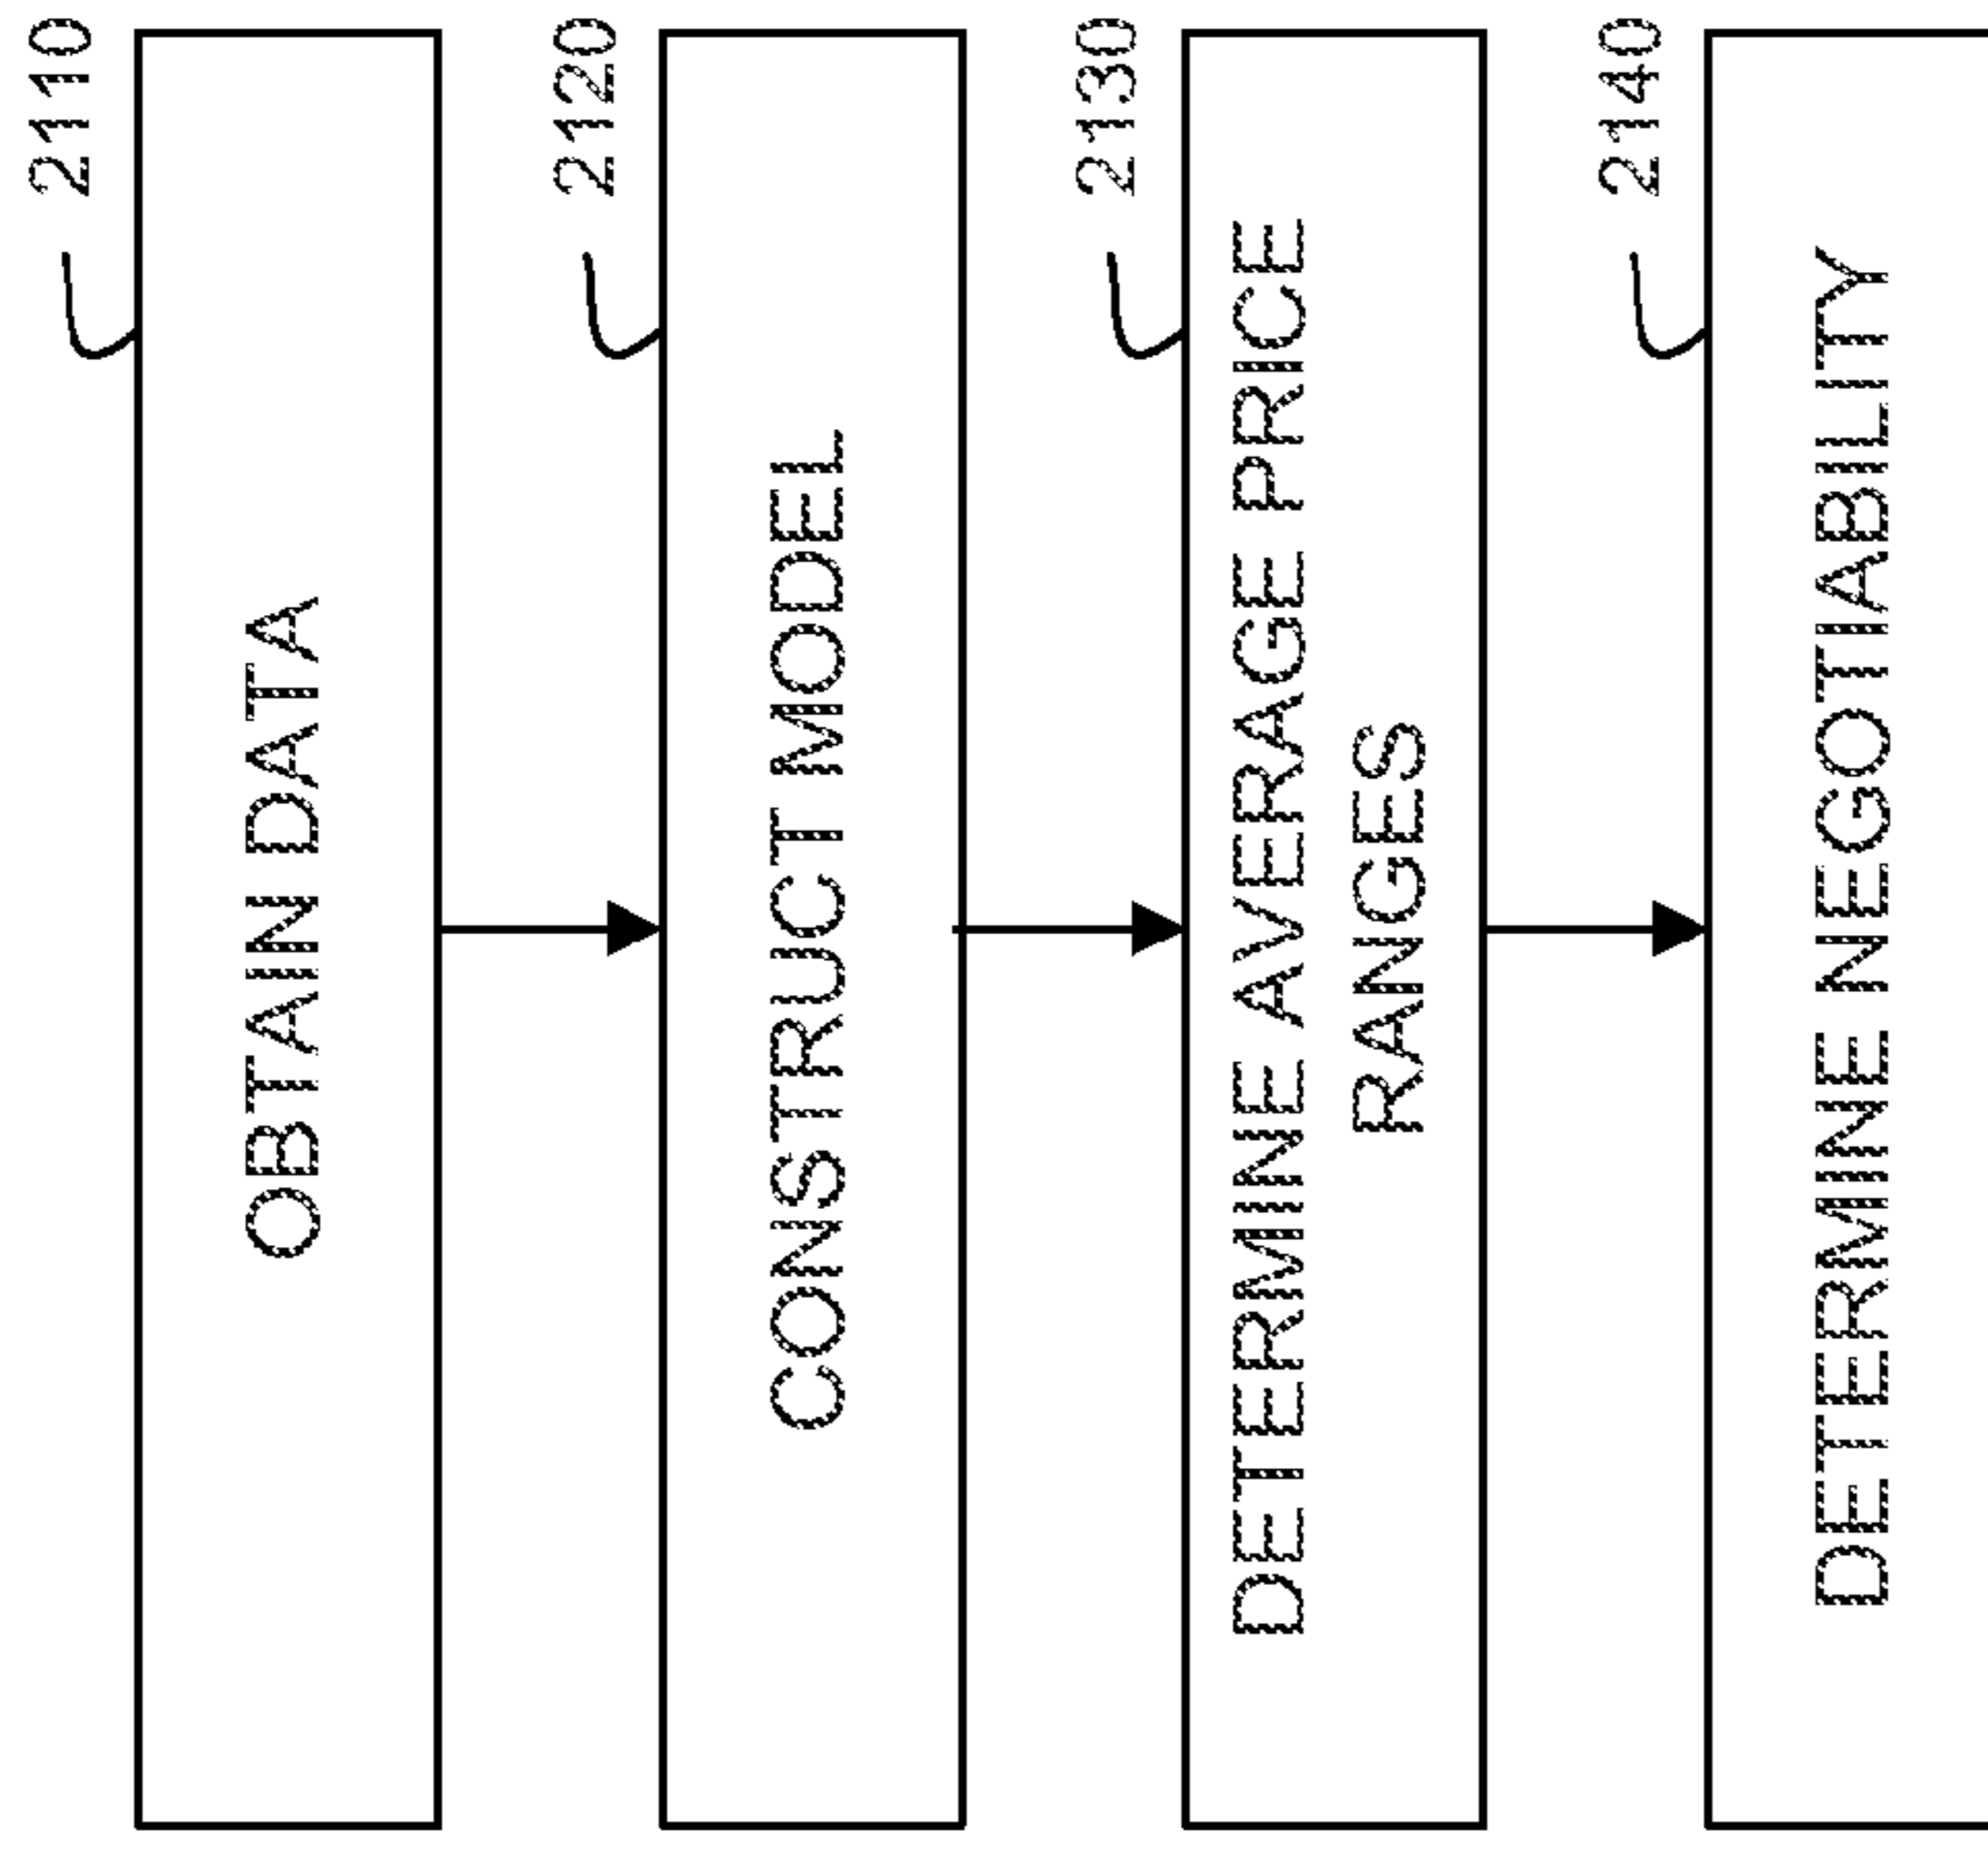 2110
OBTAIN DATA
2120
CONSTRUCT MODEL
2130
DETERMINE AVERAGE PRICE
RANGES
2140
DETERMINE NEGOTIABILITY